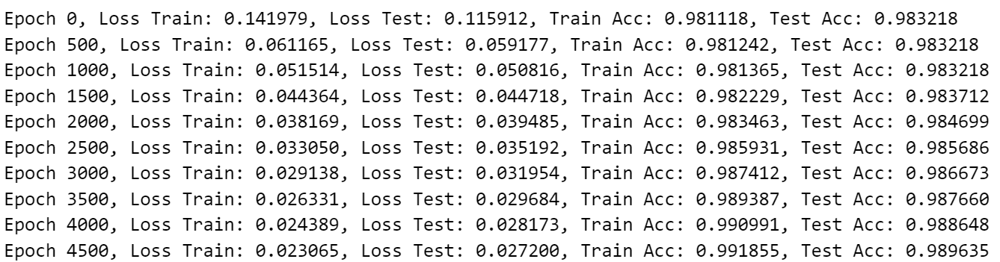 Epoch 0, Loss Train: 0.141979, Loss Test: 0.115912, Train Acc: 0.981118, Test Acc: 0.983218
Epoch 500, Loss Train: 0.061165, Loss Test: 0.059177, Train Acc: 0.981242, Test Acc: 0.983218
Epoch 1000, Loss Train: 0.051514, Loss Test: 0.050816, Train Acc: 0.981365, Test Acc: 0.983218
Epoch 1500, Loss Train: 0.044364, Loss Test: 0.044718, Train Acc: 0.982229, Test Acc: 0.983712
Epoch 2000, Loss Train: 0.038169, Loss Test: 0.039485, Train Acc: 0.983463, Test Acc: 0.984699
Epoch 2500, Loss Train: 0.033050, Loss Test: 0.035192, Train Acc: 0.985931, Test Acc: 0.985686
Epoch 3000, Loss Train: 0.029138, Loss Test: 0.031954, Train Acc: 0.987412, Test Acc: 0.986673
Epoch 3500, Loss Train: 0.026331, Loss Test: 0.029684, Train Acc: 0.989387, Test Acc: 0.987660
Epoch 4000, Loss Train: 0.024389, Loss Test: 0.028173, Train Acc: 0.990991, Test Acc: 0.988648
Epoch 4500, Loss Train: 0.023065, Loss Test: 0.027200, Train Acc: 0.991855, Test Acc: 0.989635